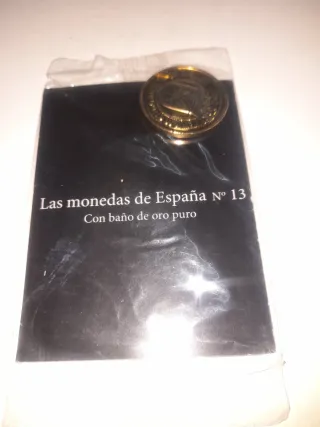 Las monedas de España Nº 13
Con baño de oro puro